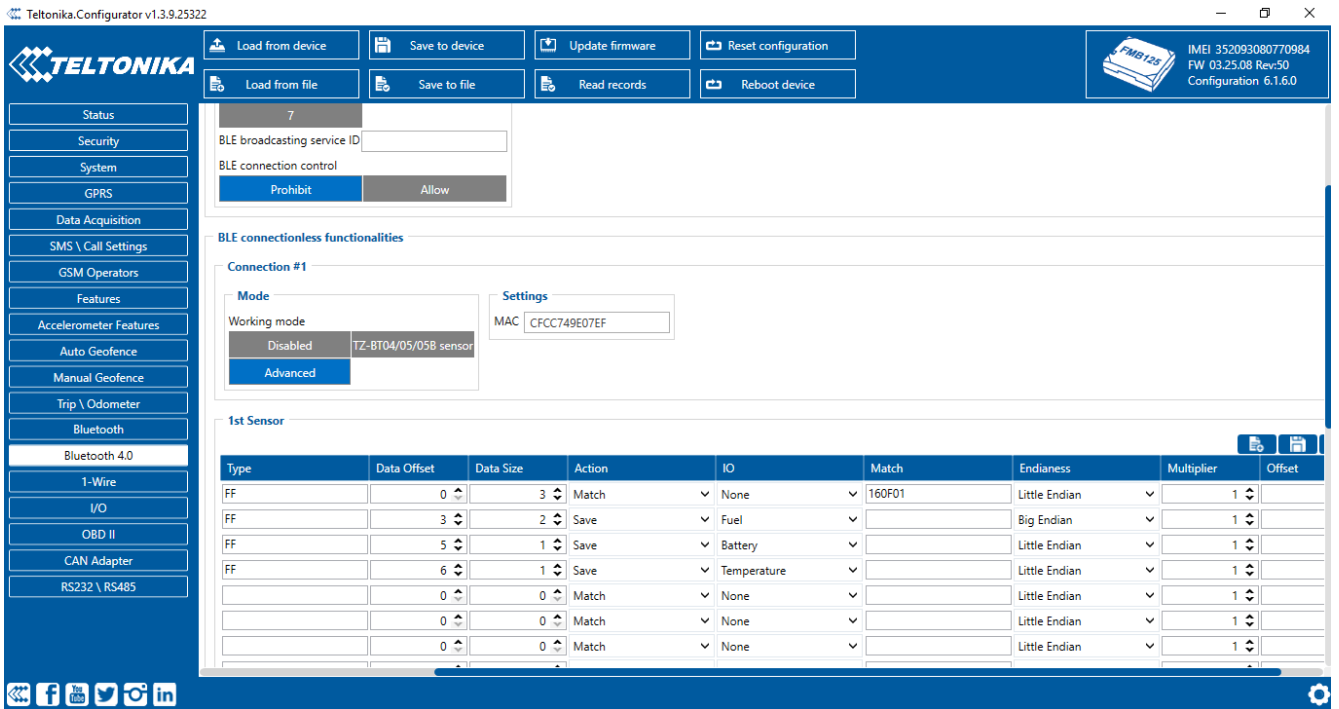 Teltonika.Configurator v1.3.9.25322
TELTONIKA
Load from device
Save to device
Update firmware
Reset configuration
Load from file
Save to file
Read records
Reboot device
FMB125
IMEI 352093080770984
FW 03.25.08 Rev:50
Configuration 6.1.6.0
Status
Security
System
GPRS
Data Acquisition
SMS \ Call Settings
GSM Operators
Features
Accelerometer Features
Auto Geofence
Manual Geofence
Trip \ Odometer
Bluetooth
Bluetooth 4.0
1-Wire
I/O
OBD II
CAN Adapter
RS232 \ RS485
7
BLE broadcasting service ID
BLE connection control
Prohibit Allow
BLE connectionless functionalities
Connection #1
Mode
Working mode
Disabled TZ-BT04/05/05B sensor
Advanced
Settings
MAC CFCC749E07EF
1st Sensor
Type Data Offset Data Size Action IO Match Endianess Multiplier Offset
FF 0 3 Match None 160F01 Little Endian 1
FF 3 2 Save Fuel Big Endian 1
FF 5 1 Save Battery Little Endian 1
FF 6 1 Save Temperature Little Endian 1
0 0 Match None Little Endian 1
0 0 Match None Little Endian 1
0 0 Match None Little Endian 1
You
Tube
f
in